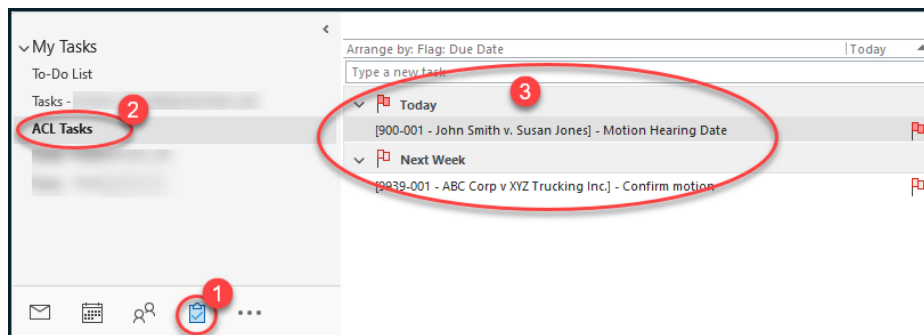 My Tasks
To-Do List
Tasks -
2
ACL Tasks
1
Arrange by: Flag: Due Date Today
Type a new task
3
Today
[900-001 - John Smith v. Susan Jones] - Motion Hearing Date
Next Week
[9939-001 - ABC Corp v XYZ Trucking Inc.] - Confirm motion